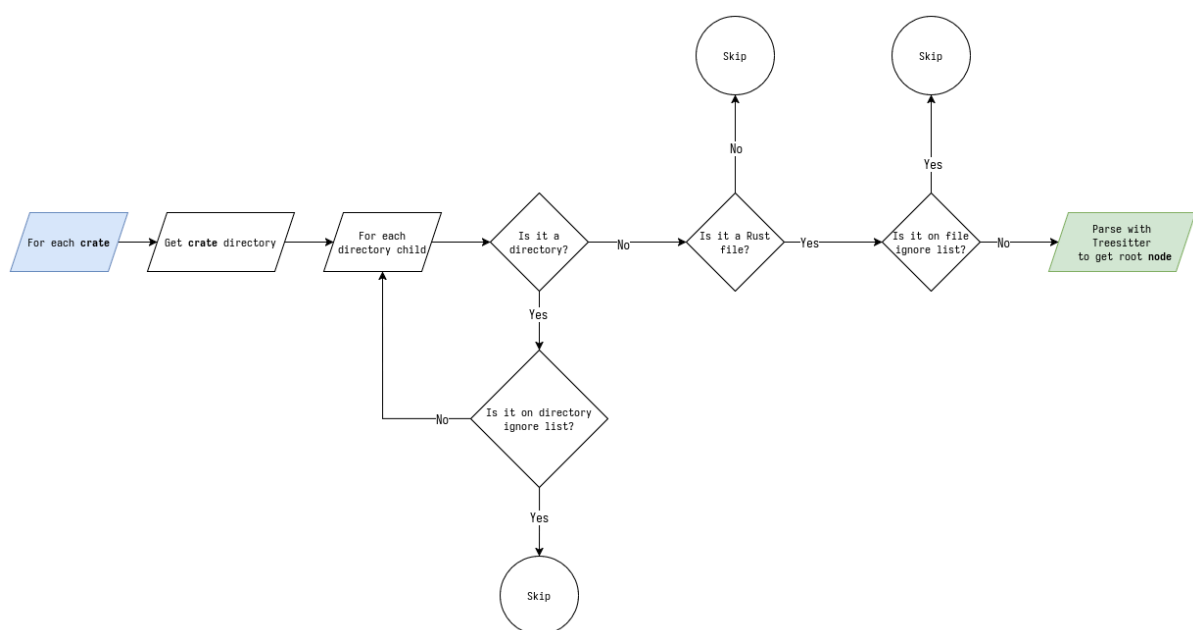 Skip
Skip
No
Yes
For each crate
Get crate directory
For each
directory child
Is it a
directory?
No
Is it a Rust
file?
Yes
Is it on file
ignore list?
No
Parse with
Treesitter
to get root node
Yes
Is it on directory
ignore list?
No
Yes
Skip